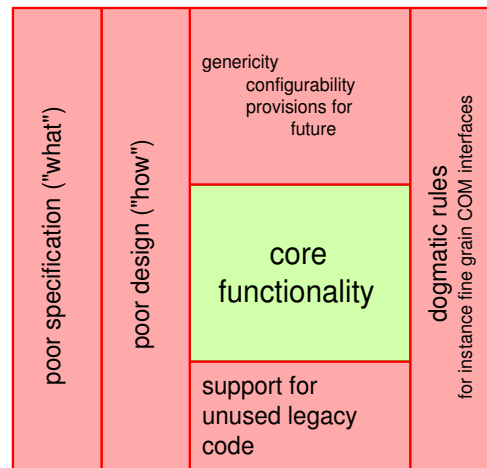 poor specification ("what")
poor design ("how")
genericity
configurability
provisions for
future
core
functionality
support for
unused legacy
code
dogmatic rules
for instance fine grain COM interfaces